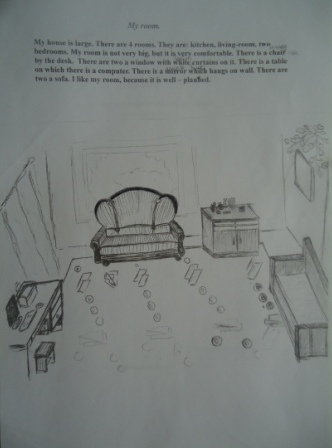 My room.
My house is large. There are 4 rooms. They are: kitchen, living-room, two
bedrooms. My room is not very big, but it is very comfortable. There is a chair
by the desk. There are two a window with white curtains on it. There is a table
on which there is a computer. There is a mirror which hangs on wall. There are
two a sofa. I like my room, because it is well – planned.